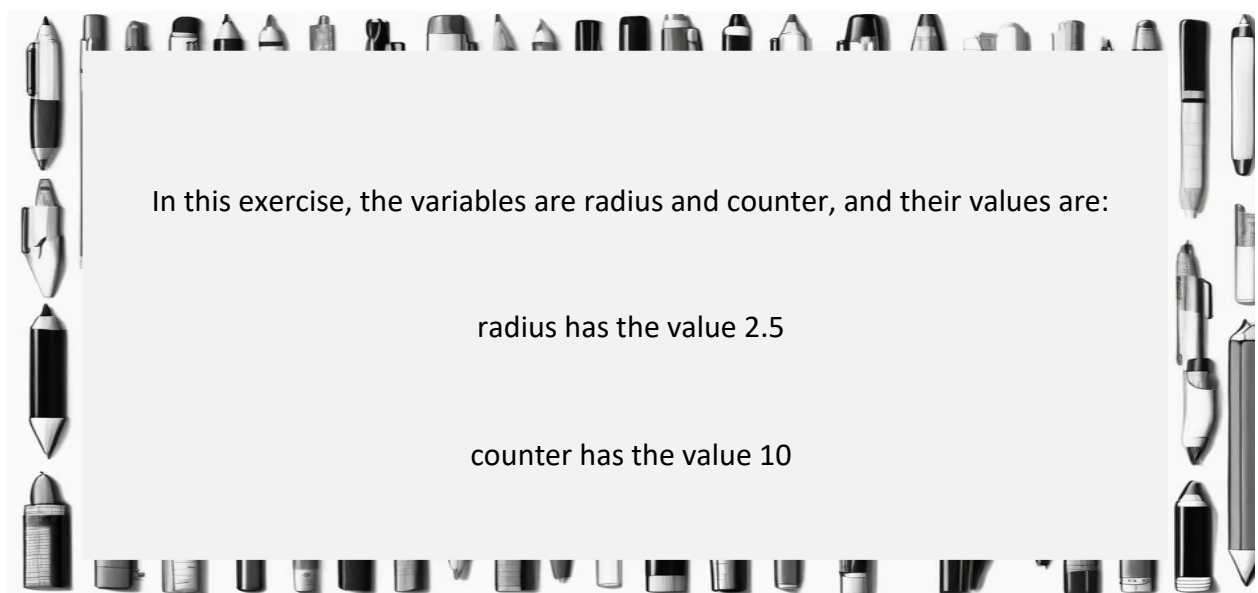 In this exercise, the variables are radius and counter, and their values are:
radius has the value 2.5
counter has the value 10